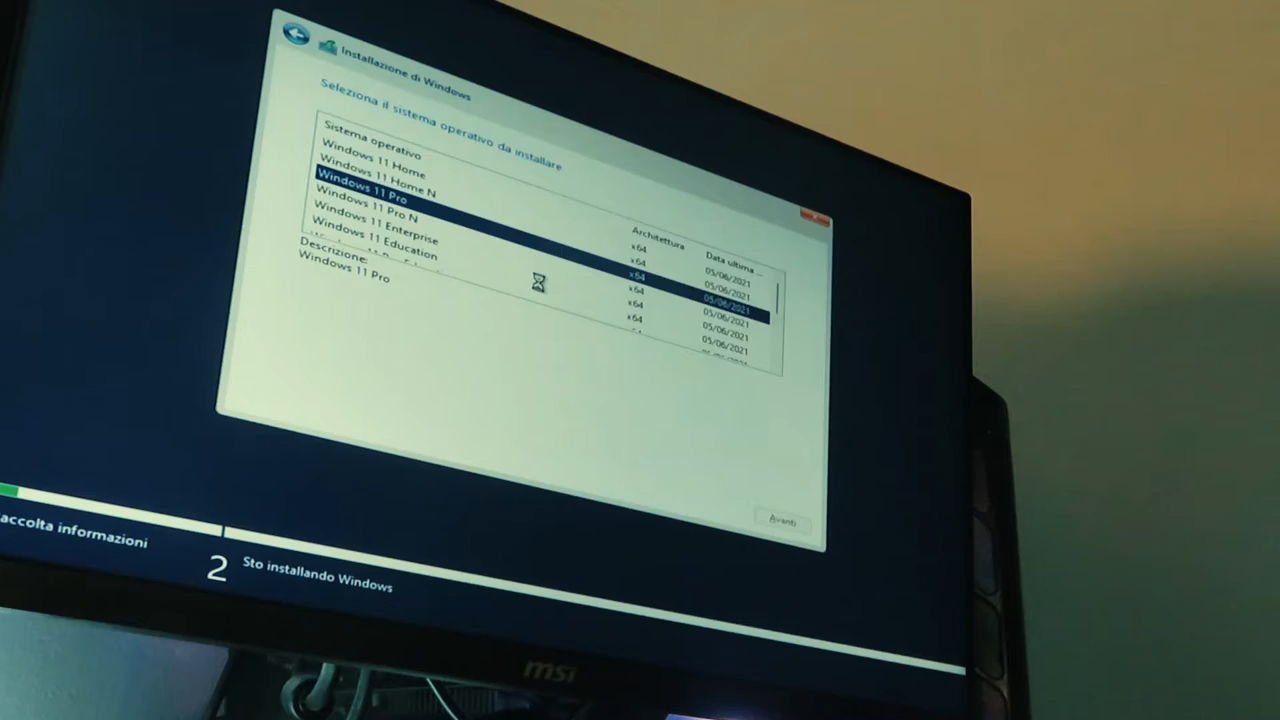 Installazione di Windows
Seleziona il sistema operativo da installare
Sistema operativo Architettura Data ultima ...
Windows 11 Home x64 05/06/2021
Windows 11 Home N x64 05/06/2021
Windows 11 Pro x64 05/06/2021
Windows 11 Pro N x64 05/06/2021
Windows 11 Enterprise x64 05/06/2021
Windows 11 Education x64 05/06/2021
Descrizione:
Windows 11 Pro
Avanti
accolta informazioni
2 Sto installando Windows
msi